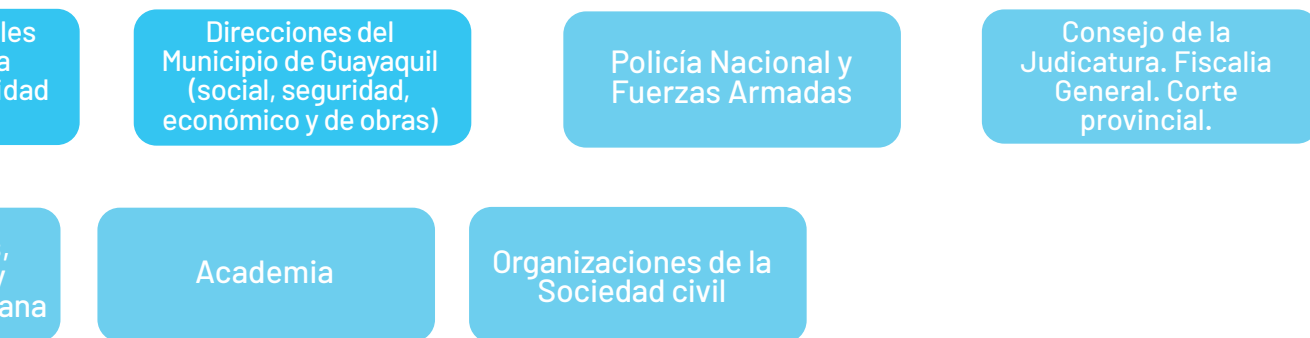 Direcciones del
Municipio de Guayaquil
(social, seguridad,
económico y de obras)
Policía Nacional y
Fuerzas Armadas
Consejo de la
Judicatura. Fiscalia
General. Corte
provincial.
Academia
Organizaciones de la
Sociedad civil